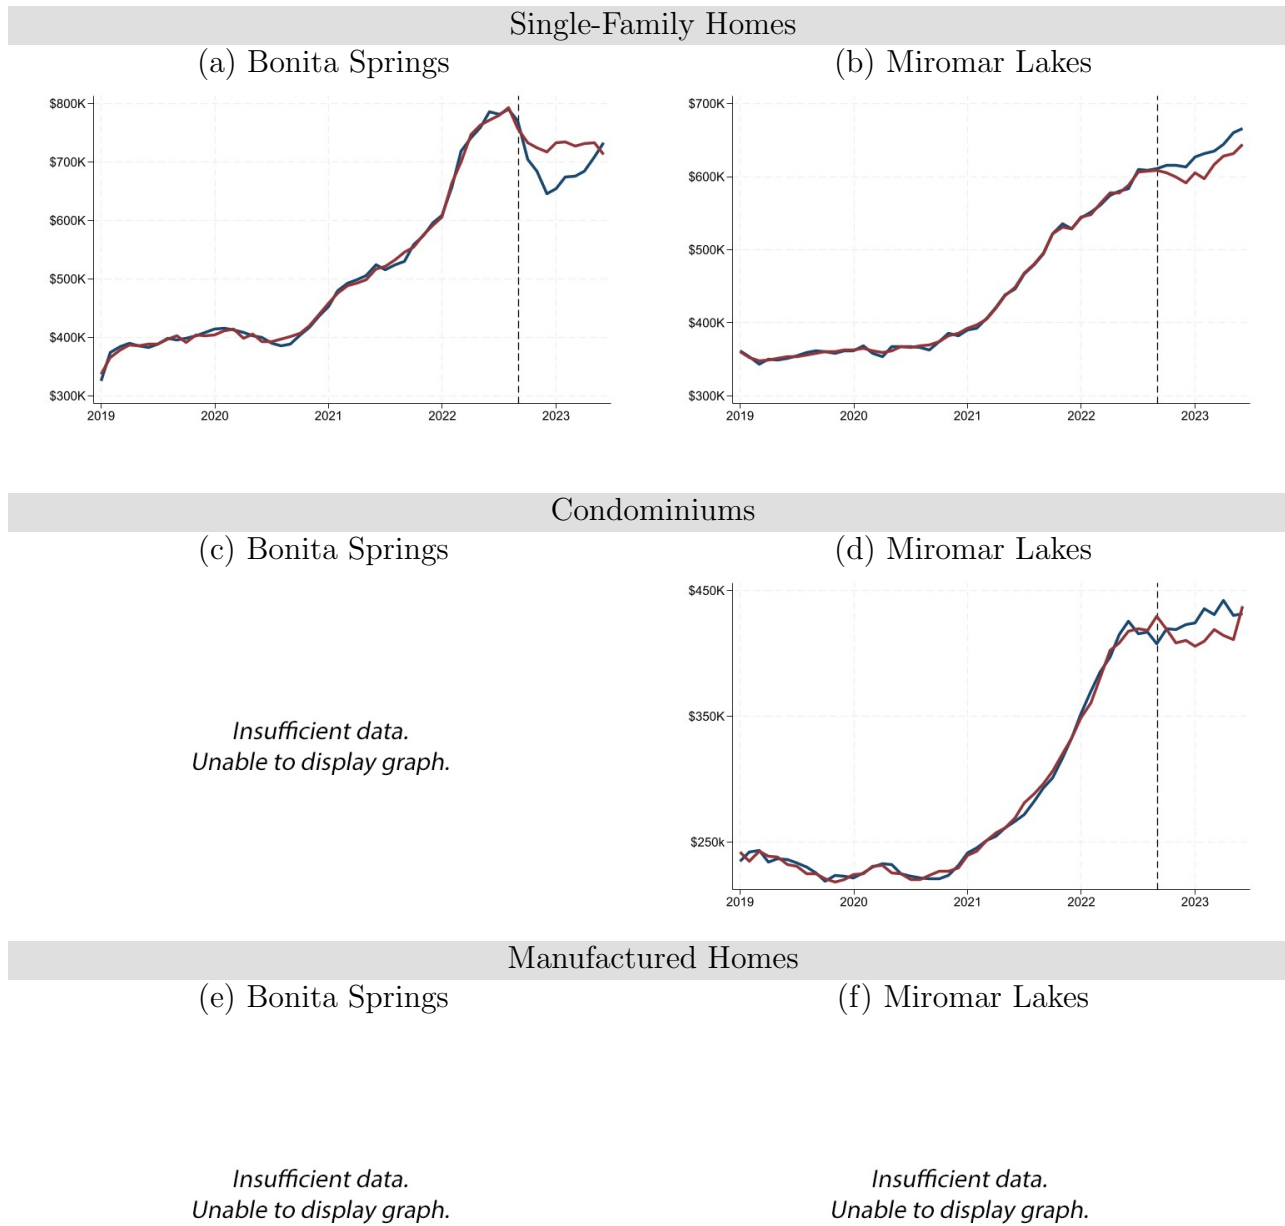 Single-Family Homes
(a) Bonita Springs
(b) Miromar Lakes
$800K
$700K
$600K
$500K
$400K
$300K
2019
2020
2021
2022
2023
$700K
$600K
$500K
$400K
$300K
2019
2020
2021
2022
2023
Condominiums
(c) Bonita Springs
(d) Miromar Lakes
Insufficient data.
Unable to display graph.
$450K
$350K
$250k
2019
2020
2021
2022
2023
Manufactured Homes
(e) Bonita Springs
(f) Miromar Lakes
Insufficient data.
Unable to display graph.
Insufficient data.
Unable to display graph.